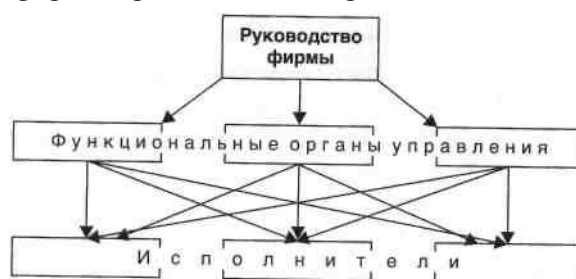 Руководство
фирмы
Функциональные органы управления
Исполнители